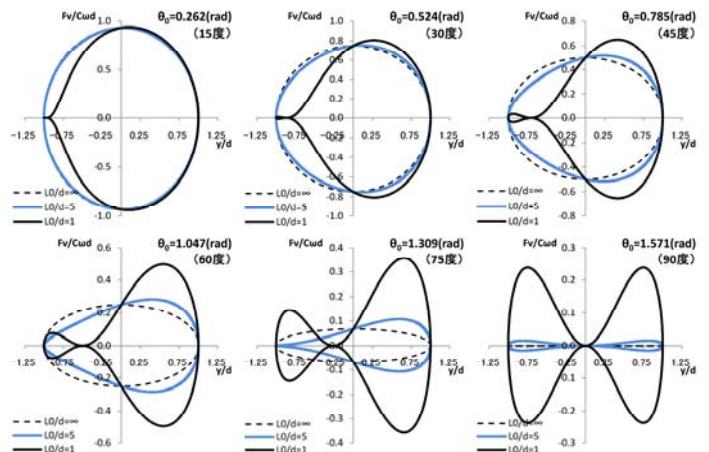 Fv/Cωd
θ₀=0.262(rad)
(15度)
1.0
0.5
0.0
-1.25 -0.75 -0.25 0.25 0.75 1.25
y/d
-0.5
-1.0
L0/d=∞
L0/d=5
L0/d=1
Fv/Cωd
θ₀=0.524(rad)
(30度)
1.0
0.8
0.6
0.4
0.2
0.0
-1.25 -0.75 -0.25 0.25 0.75 1.25
y/d
-0.2
-0.4
-0.6
-0.8
-1.0
L0/d=∞
L0/d=5
L0/d=1
Fv/Cωd
θ₀=0.785(rad)
(45度)
0.8
0.6
0.4
0.2
0.0
-1.25 -0.75 -0.25 0.25 0.75 1.25
y/d
-0.2
-0.4
-0.6
-0.8
L0/d=∞
L0/d=5
L0/d=1
Fv/Cωd
θ₀=1.047(rad)
(60度)
0.6
0.4
0.2
0.0
-1.25 -0.75 -0.25 0.25 0.75 1.25
y/d
-0.2
-0.4
-0.6
L0/d=∞
L0/d=5
L0/d=1
Fv/Cωd
θ₀=1.309(rad)
(75度)
0.4
0.3
0.2
0.1
0.0
-1.25 -0.75 -0.25 0.25 0.75 1.25
y/d
-0.1
-0.2
-0.3
-0.4
L0/d=∞
L0/d=5
L0/d=1
Fv/Cωd
θ₀=1.571(rad)
(90度)
0.3
0.2
0.1
0.0
-1.25 -0.75 -0.25 0.25 0.75 1.25
y/d
-0.1
-0.2
-0.3
L0/d=∞
L0/d=5
L0/d=1